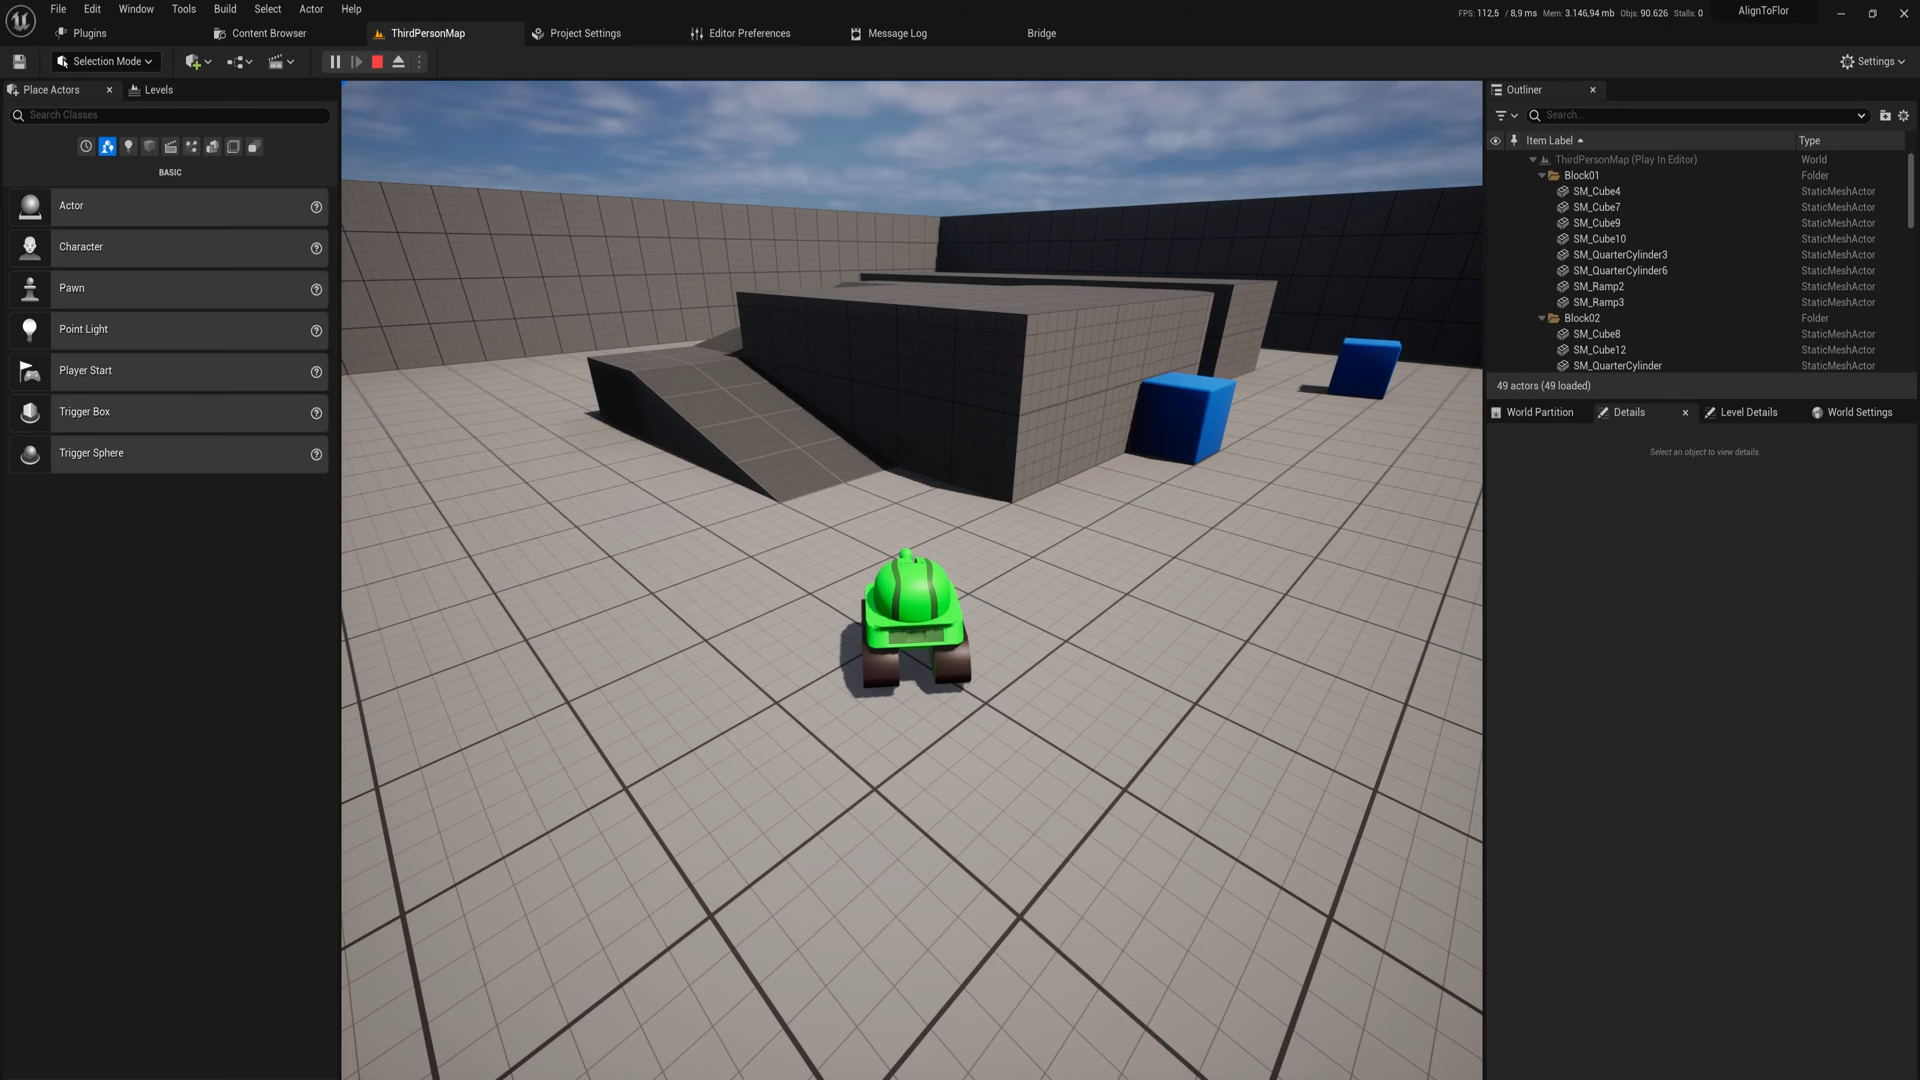 File Edit Window Tools Build Select Actor Help
FPS: 112,5 / 8,9 ms Mem: 3.146,94 mb Objs: 90.626 Stalls: 0
AlignToFlor
Plugins
Content Browser
ThirdPersonMap
Project Settings
Editor Preferences
Message Log
Bridge
Selection Mode
Settings
Place Actors
Levels
Search Classes
BASIC
Actor
Character
Pawn
Point Light
Player Start
Trigger Box
Trigger Sphere
Outliner
Search...
Item Label Type
ThirdPersonMap (Play In Editor) World
Block01 Folder
SM_Cube4 StaticMeshActor
SM_Cube7 StaticMeshActor
SM_Cube9 StaticMeshActor
SM_Cube10 StaticMeshActor
SM_QuarterCylinder3 StaticMeshActor
SM_QuarterCylinder6 StaticMeshActor
SM_Ramp2 StaticMeshActor
SM_Ramp3 StaticMeshActor
Block02 Folder
SM_Cube8 StaticMeshActor
SM_Cube12 StaticMeshActor
SM_QuarterCylinder StaticMeshActor
49 actors (49 loaded)
World Partition
Details
Level Details
World Settings
Select an object to view details.